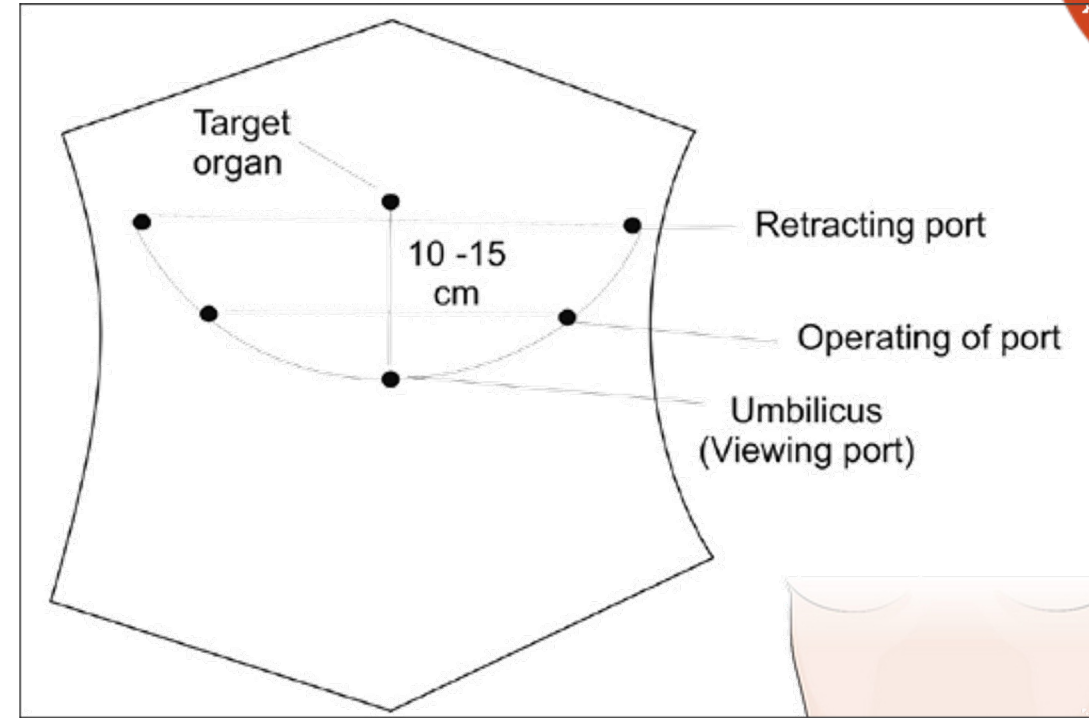 Target
organ
Retracting port
10 -15
cm
Operating of port
Umbilicus
(Viewing port)